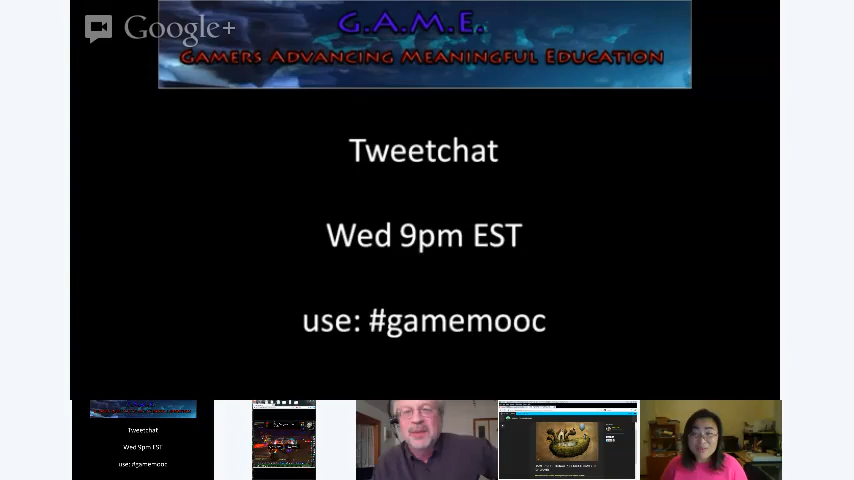 Google+
G.A.M.E.
Gamers Advancing Meaningful Education
Tweetchat
Wed 9pm EST
use: #gamemooc
Tweetchat
Wed 9pm EST
use: #gamemooc